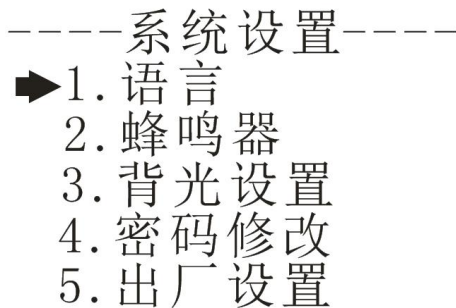 ----系统设置----
1.语言
2.蜂鸣器
3.背光设置
4.密码修改
5.出厂设置